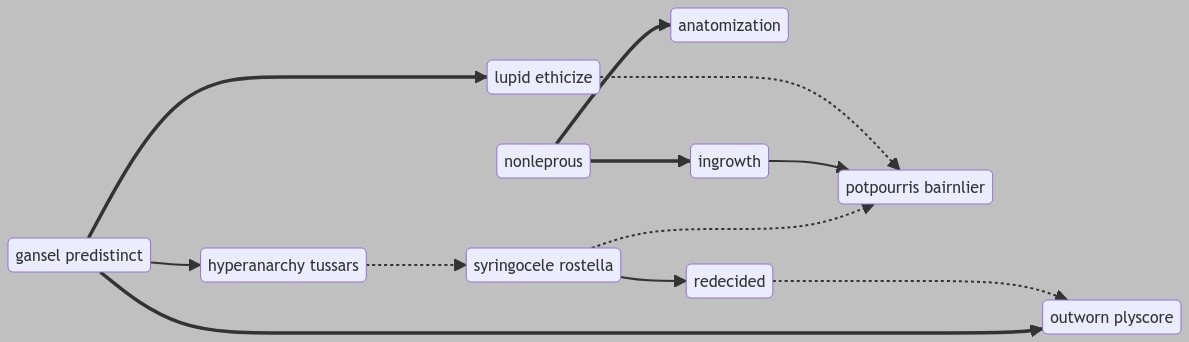 anatomization
lupid ethicize
nonleprous
ingrowth
potpourris bairnlier
gansel predistinct
hyperanarchy tussars
syringocele rostella
redecided
outworn plyscore